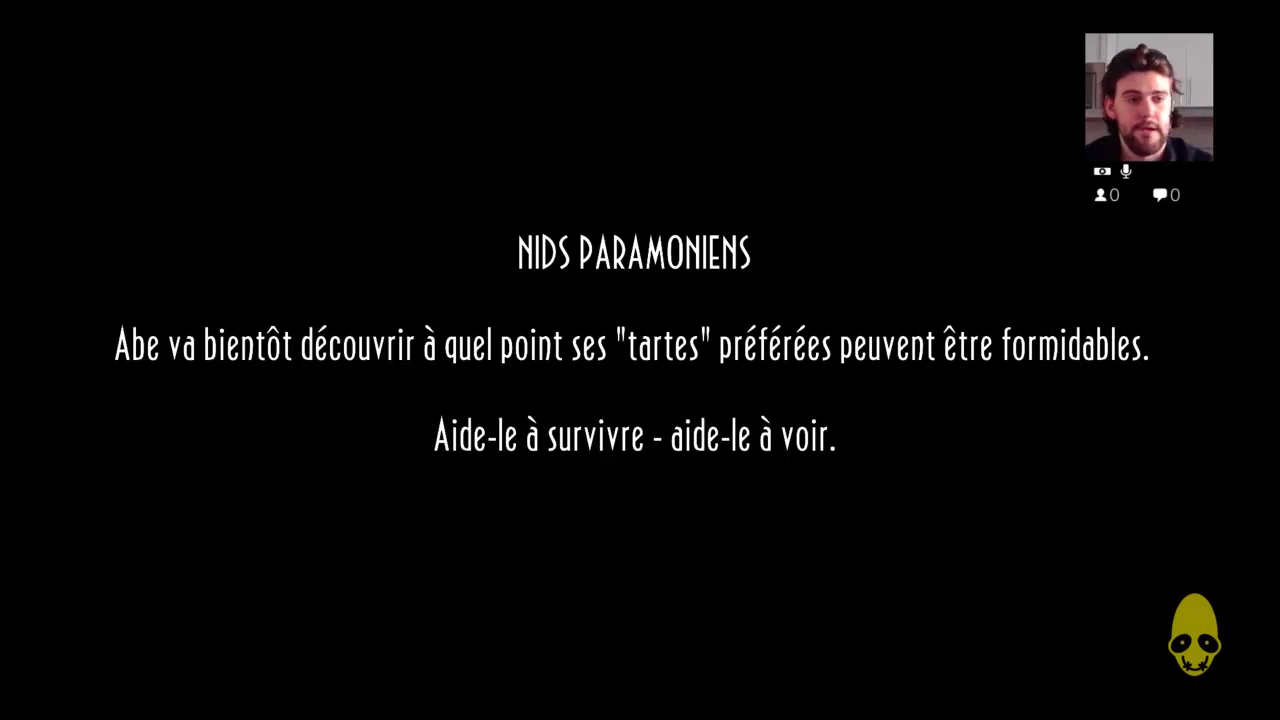 0 0
NIDS PARAMONIENS
Abe va bientôt découvrir à quel point ses "tartes" préférées peuvent être formidables.
Aide-le à survivre - aide-le à voir.